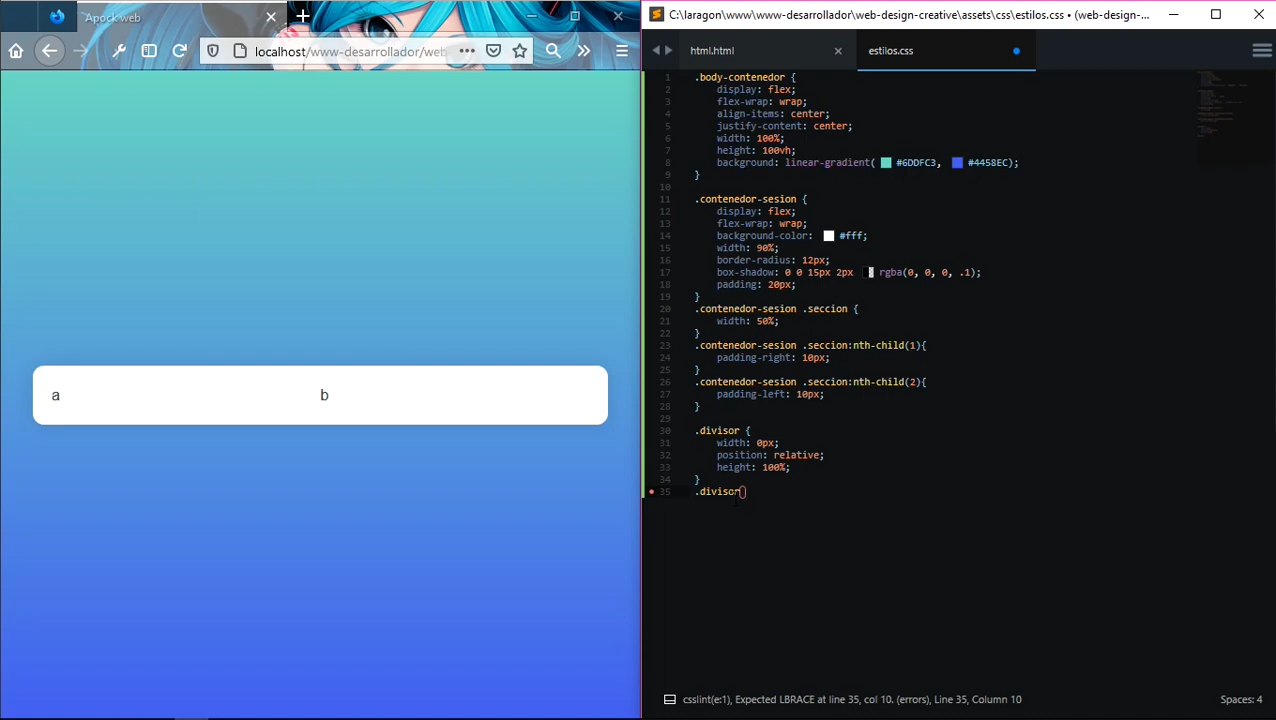 Apock web
localhost/www-desarrollador/web
a
b
C:\laragon\www\www-desarrollador\web-design-creative\assets\css\estilos.css • (web-design-...
html.html
estilos.css
1 .body-contenedor {
2 display: flex;
3 flex-wrap: wrap;
4 align-items: center;
5 justify-content: center;
6 width: 100%;
7 height: 100vh;
8 background: linear-gradient( #6DDFC3, #4458EC);
9 }
10
11 .contenedor-sesion {
12 display: flex;
13 flex-wrap: wrap;
14 background-color: #fff;
15 width: 90%;
16 border-radius: 12px;
17 box-shadow: 0 0 15px 2px rgba(0, 0, 0, .1);
18 padding: 20px;
19 }
20 .contenedor-sesion .seccion {
21 width: 50%;
22 }
23 .contenedor-sesion .seccion:nth-child(1){
24 padding-right: 10px;
25 }
26 .contenedor-sesion .seccion:nth-child(2){
27 padding-left: 10px;
28 }
29
30 .divisor {
31 width: 0px;
32 position: relative;
33 height: 100%;
34 }
35 .divisor()
csslint(e:1), Expected LBRACE at line 35, col 10. (errors), Line 35, Column 10
Spaces: 4